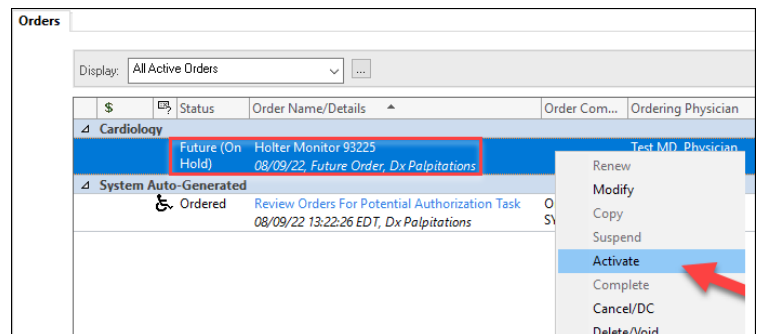 Orders
Display: All Active Orders ...
$ Status Order Name/Details Order Com... Ordering Physician
Cardiology
Future (On Holter Monitor 93225 Test MD, Physician
Hold) 08/09/22, Future Order, Dx Palpitations
System Auto-Generated
Ordered Review Orders For Potential Authorization Task O
08/09/22 13:22:26 EDT, Dx Palpitations SY
Renew
Modify
Copy
Suspend
Activate
Complete
Cancel/DC
Delete/Void